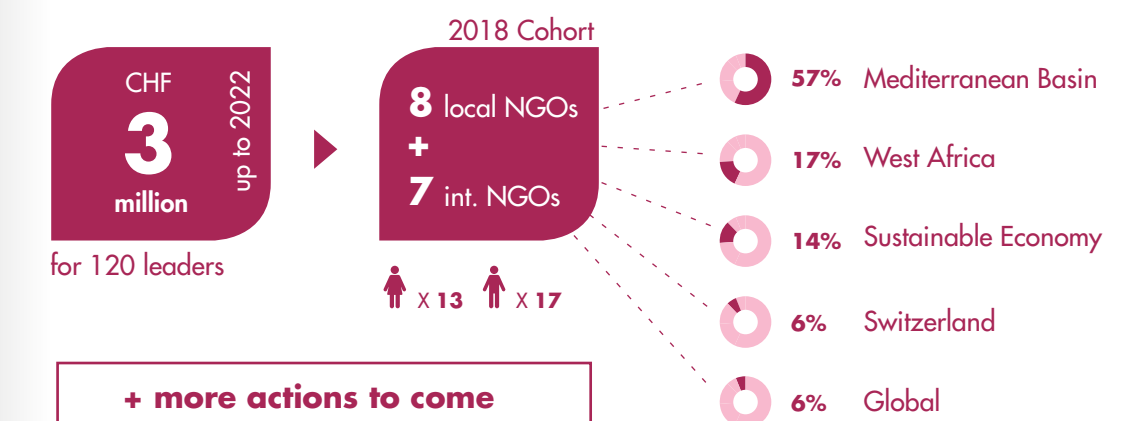 2018 Cohort
CHF
3
million
up to 2022
for 120 leaders
8 local NGOs
+
7 int. NGOs
X 13 X 17
57% Mediterranean Basin
17% West Africa
14% Sustainable Economy
6% Switzerland
6% Global
+ more actions to come